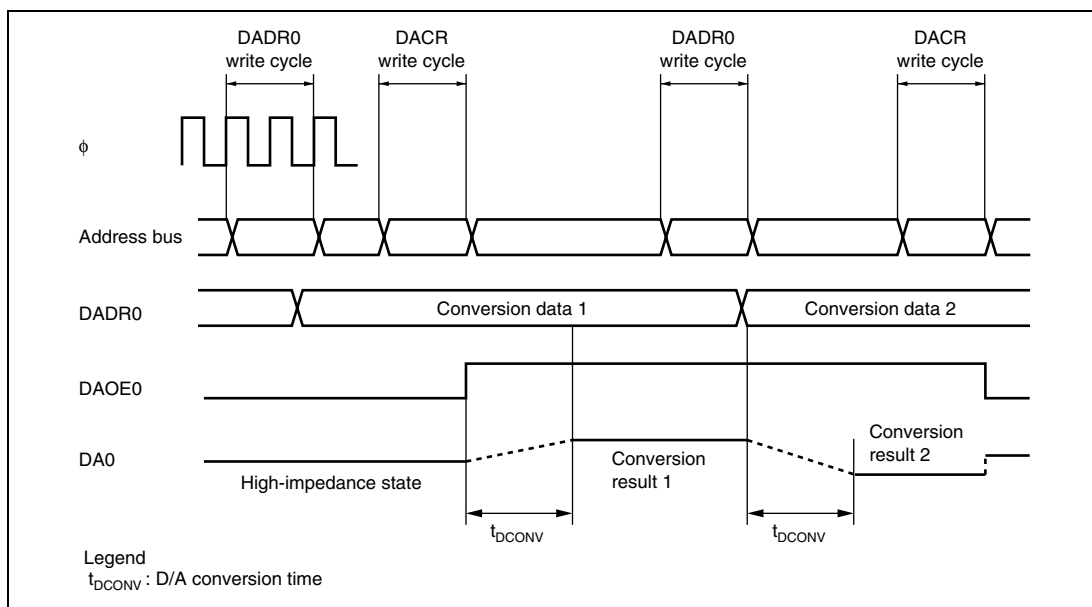 DADR0
write cycle
DACR
write cycle
DADR0
write cycle
DACR
write cycle
ϕ
Address bus
DADR0
Conversion data 1
Conversion data 2
DAOE0
DA0
High-impedance state
Conversion
result 1
Conversion
result 2
tDCONV
tDCONV
Legend
tDCONV : D/A conversion time